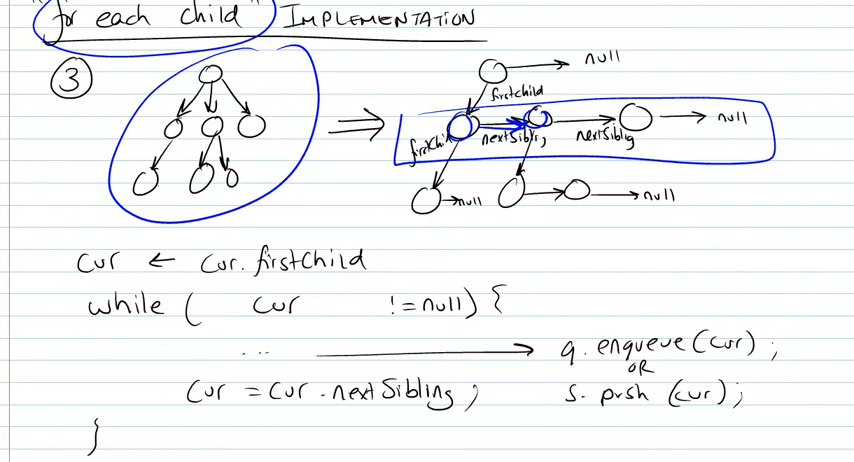 "for each child" IMPLEMENTATION
3
null
firstchild
firstChild
nextSibling
nextSiblig
null
null
null
cur ← cur.firstChild
while ( cur != null) {
... q. enqueue (cur) ;
OR
cur = cur.nextSibling ; s. push (cur) ;
}